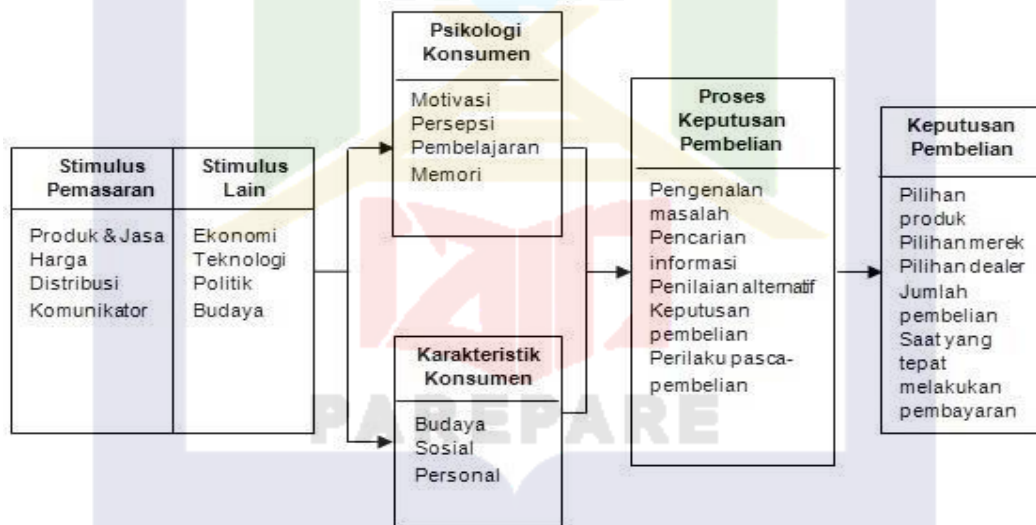 Stimulus
Pemasaran
Produk & Jasa
Harga
Distribusi
Komunikator
Stimulus
Lain
Ekonomi
Teknologi
Politik
Budaya
Psikologi
Konsumen
Motivasi
Persepsi
Pembelajaran
Memori
Karakteristik
Konsumen
Budaya
Sosial
Personal
Proses
Keputusan
Pembelian
Pengenalan
masalah
Pencarian
informasi
Penilaian alternatif
Keputusan
pembelian
Perilaku pasca-
pembelian
Keputusan
Pembelian
Pilihan
produk
Pilihan merek
Pilihan dealer
Jumlah
pembelian
Saat yang
tepat
melakukan
pembayaran
PAREPARE